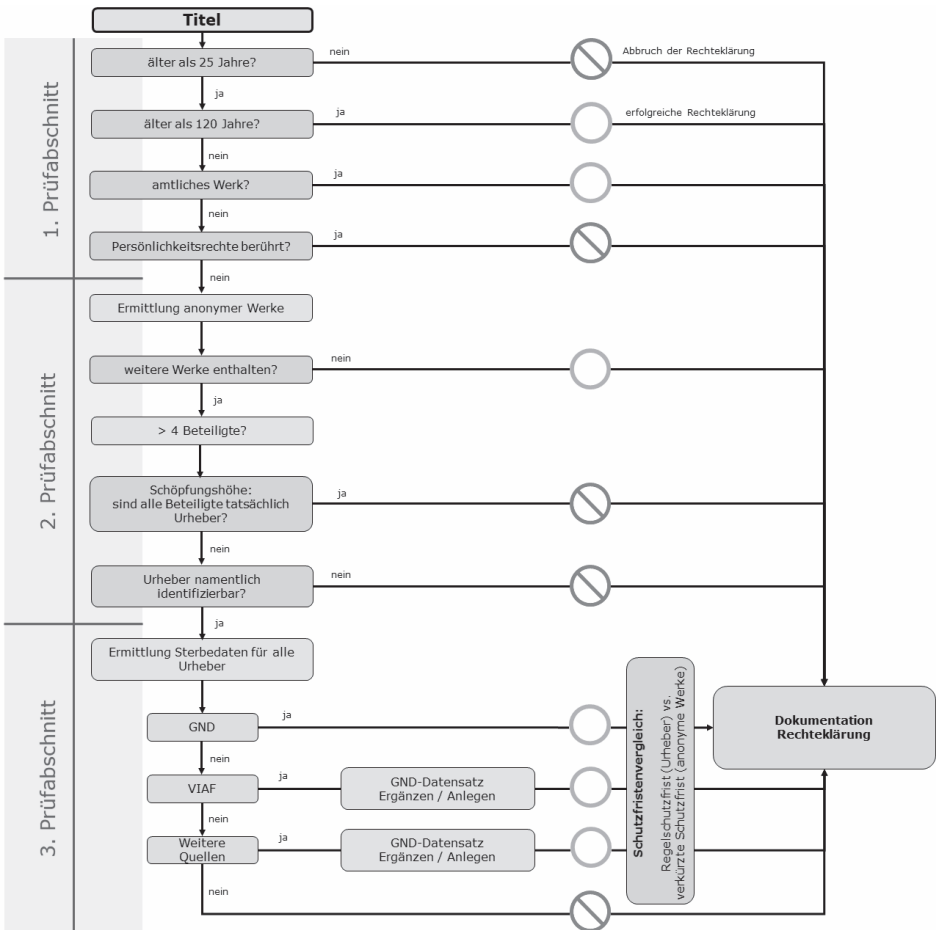 Titel
1. Prüfabschnitt
älter als 25 Jahre?
nein
Abbruch der Rechteklärung
ja
älter als 120 Jahre?
ja
erfolgreiche Rechteklärung
nein
amtliches Werk?
ja
nein
Persönlichkeitsrechte berührt?
ja
nein
2. Prüfabschnitt
Ermittlung anonymer Werke
weitere Werke enthalten?
nein
ja
> 4 Beteiligte?
Schöpfungshöhe:
sind alle Beteiligte tatsächlich
Urheber?
ja
nein
Urheber namentlich
identifizierbar?
nein
ja
3. Prüfabschnitt
Ermittlung Sterbedaten für alle
Urheber
GND
ja
nein
VIAF
ja
GND-Datensatz
Ergänzen / Anlegen
nein
Weitere
Quellen
ja
GND-Datensatz
Ergänzen / Anlegen
nein
Schutzfristenvergleich:
Regelschutzfrist (Urheber) vs.
verkürzte Schutzfrist (anonyme Werke)
Dokumentation
Rechteklärung